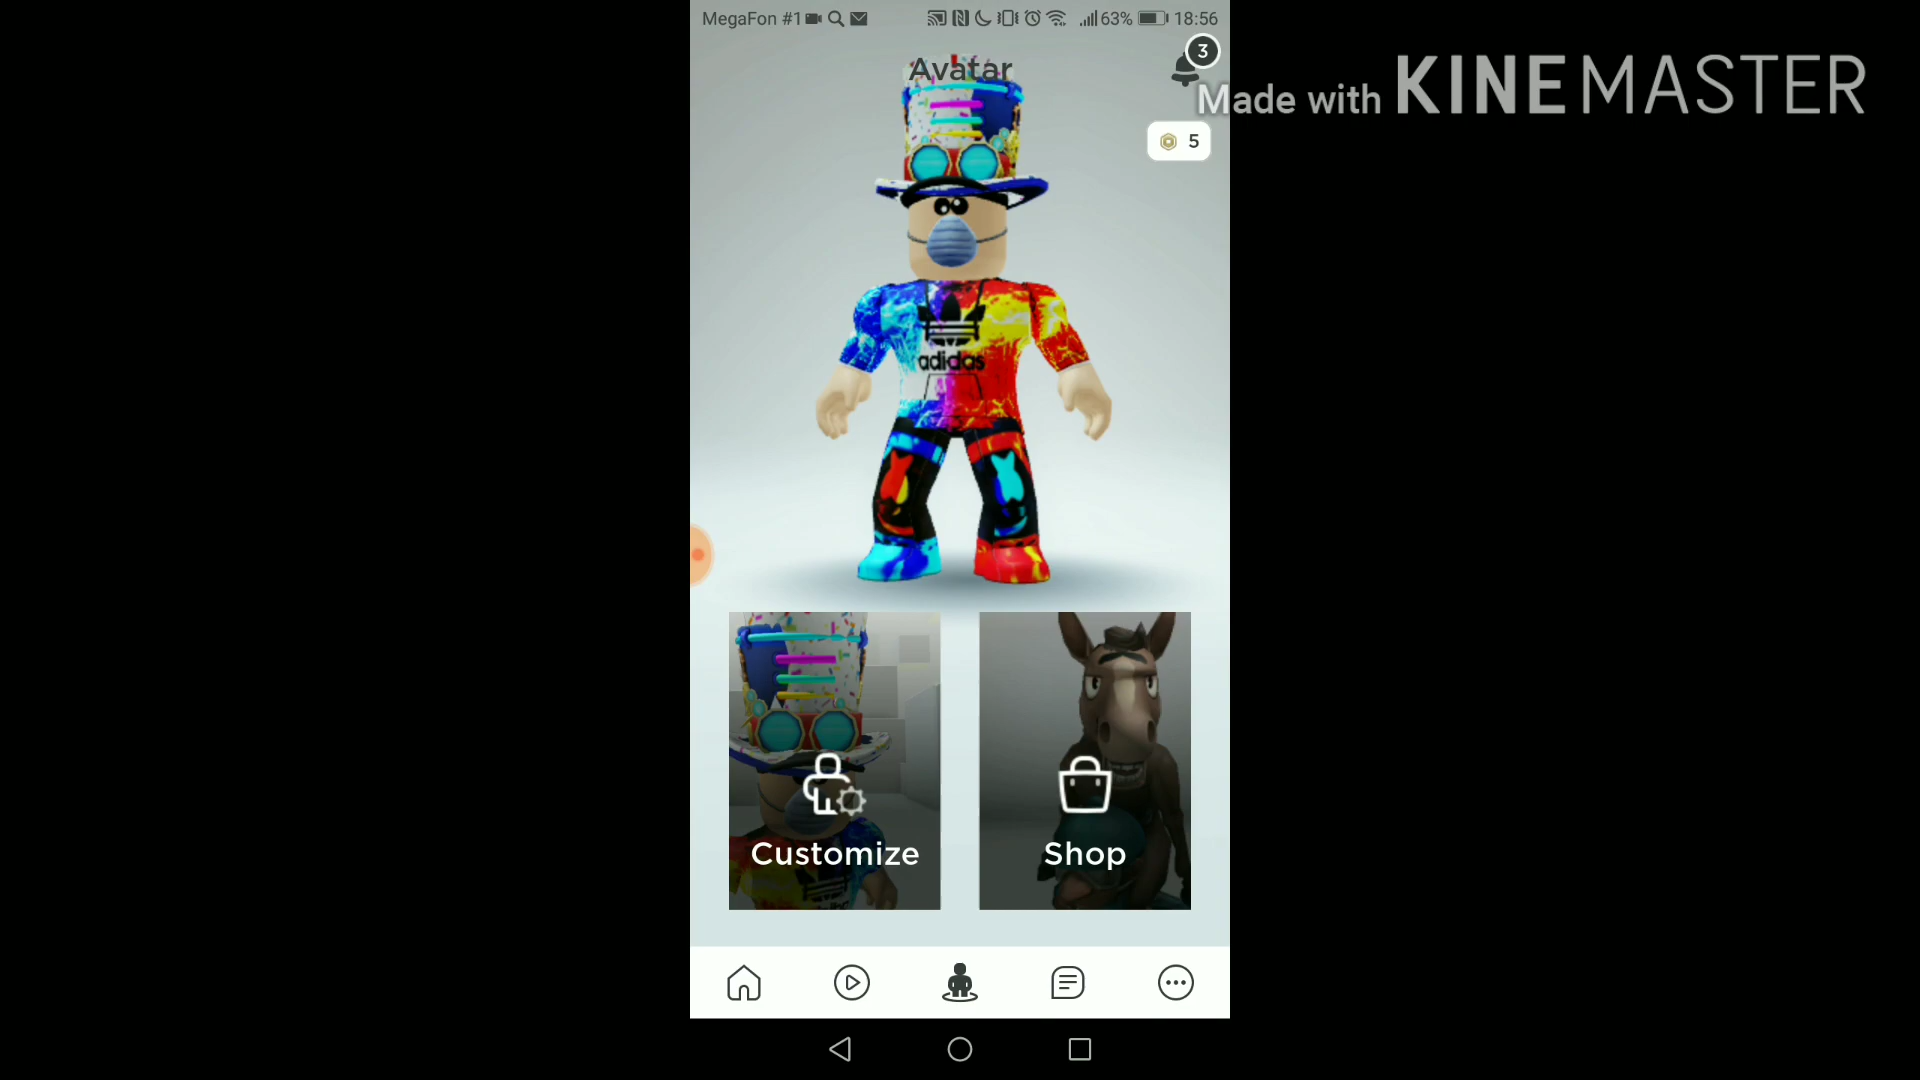 MegaFon #1
63% 18:56
Avatar
3
Made with KINEMASTER
5
adidas
Customize
Shop